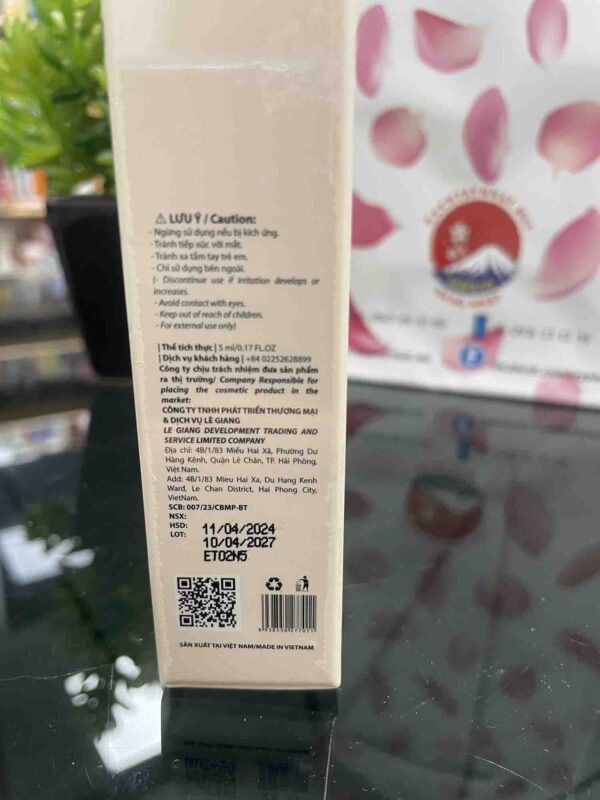 ⚠ LƯU Ý / Caution:
- Ngừng sử dụng nếu bị kích ứng.
- Tránh tiếp xúc với mắt.
- Tránh xa tầm tay trẻ em.
- Chỉ sử dụng bên ngoài.
(- Discontinue use if irritation develops or
increases.
- Avoid contact with eyes.
- Keep out of reach of children.
- For external use only!
| Thể tích thực | 5 ml/0.17 FL.OZ
| Dịch vụ khách hàng | +84 02252628899
Công ty chịu trách nhiệm đưa sản phẩm
ra thị trường/ Company Responsible for
placing the cosmetic product in the
market:
CÔNG TY TNHH PHÁT TRIỂN THƯƠNG MẠI
& DỊCH VỤ LÊ GIANG
LE GIANG DEVELOPMENT TRADING AND
SERVICE LIMITED COMPANY
Địa chỉ: 4B/1/83 Miếu Hai Xã, Phường Dư
Hàng Kênh, Quận Lê Chân, TP. Hải Phòng,
Việt Nam.
Add: 4B/1/83 Mieu Hai Xa, Du Hang Kenh
Ward, Le Chan District, Hai Phong City,
VietNam.
SCB: 007/23/CBMP-BT
NSX:
HSD: 11/04/2024
LOT: 10/04/2027
ET02N5
SẢN XUẤT TẠI VIỆT NAM/MADE IN VIETNAM